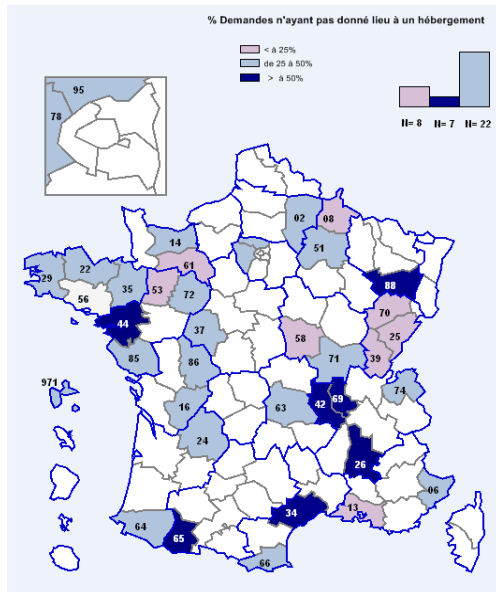 % Demandes n'ayant pas donné lieu à un hébergement
< à 25%
de 25 à 50%
> à 50%
N= 8 N= 7 N= 22
95
78
02 08
14 51
61
22 88
29 35 53 72
56 70
44 37 58 25
85 86 71 39
971 74
16 63 42 69
24
26
06
34 13
64 65
66